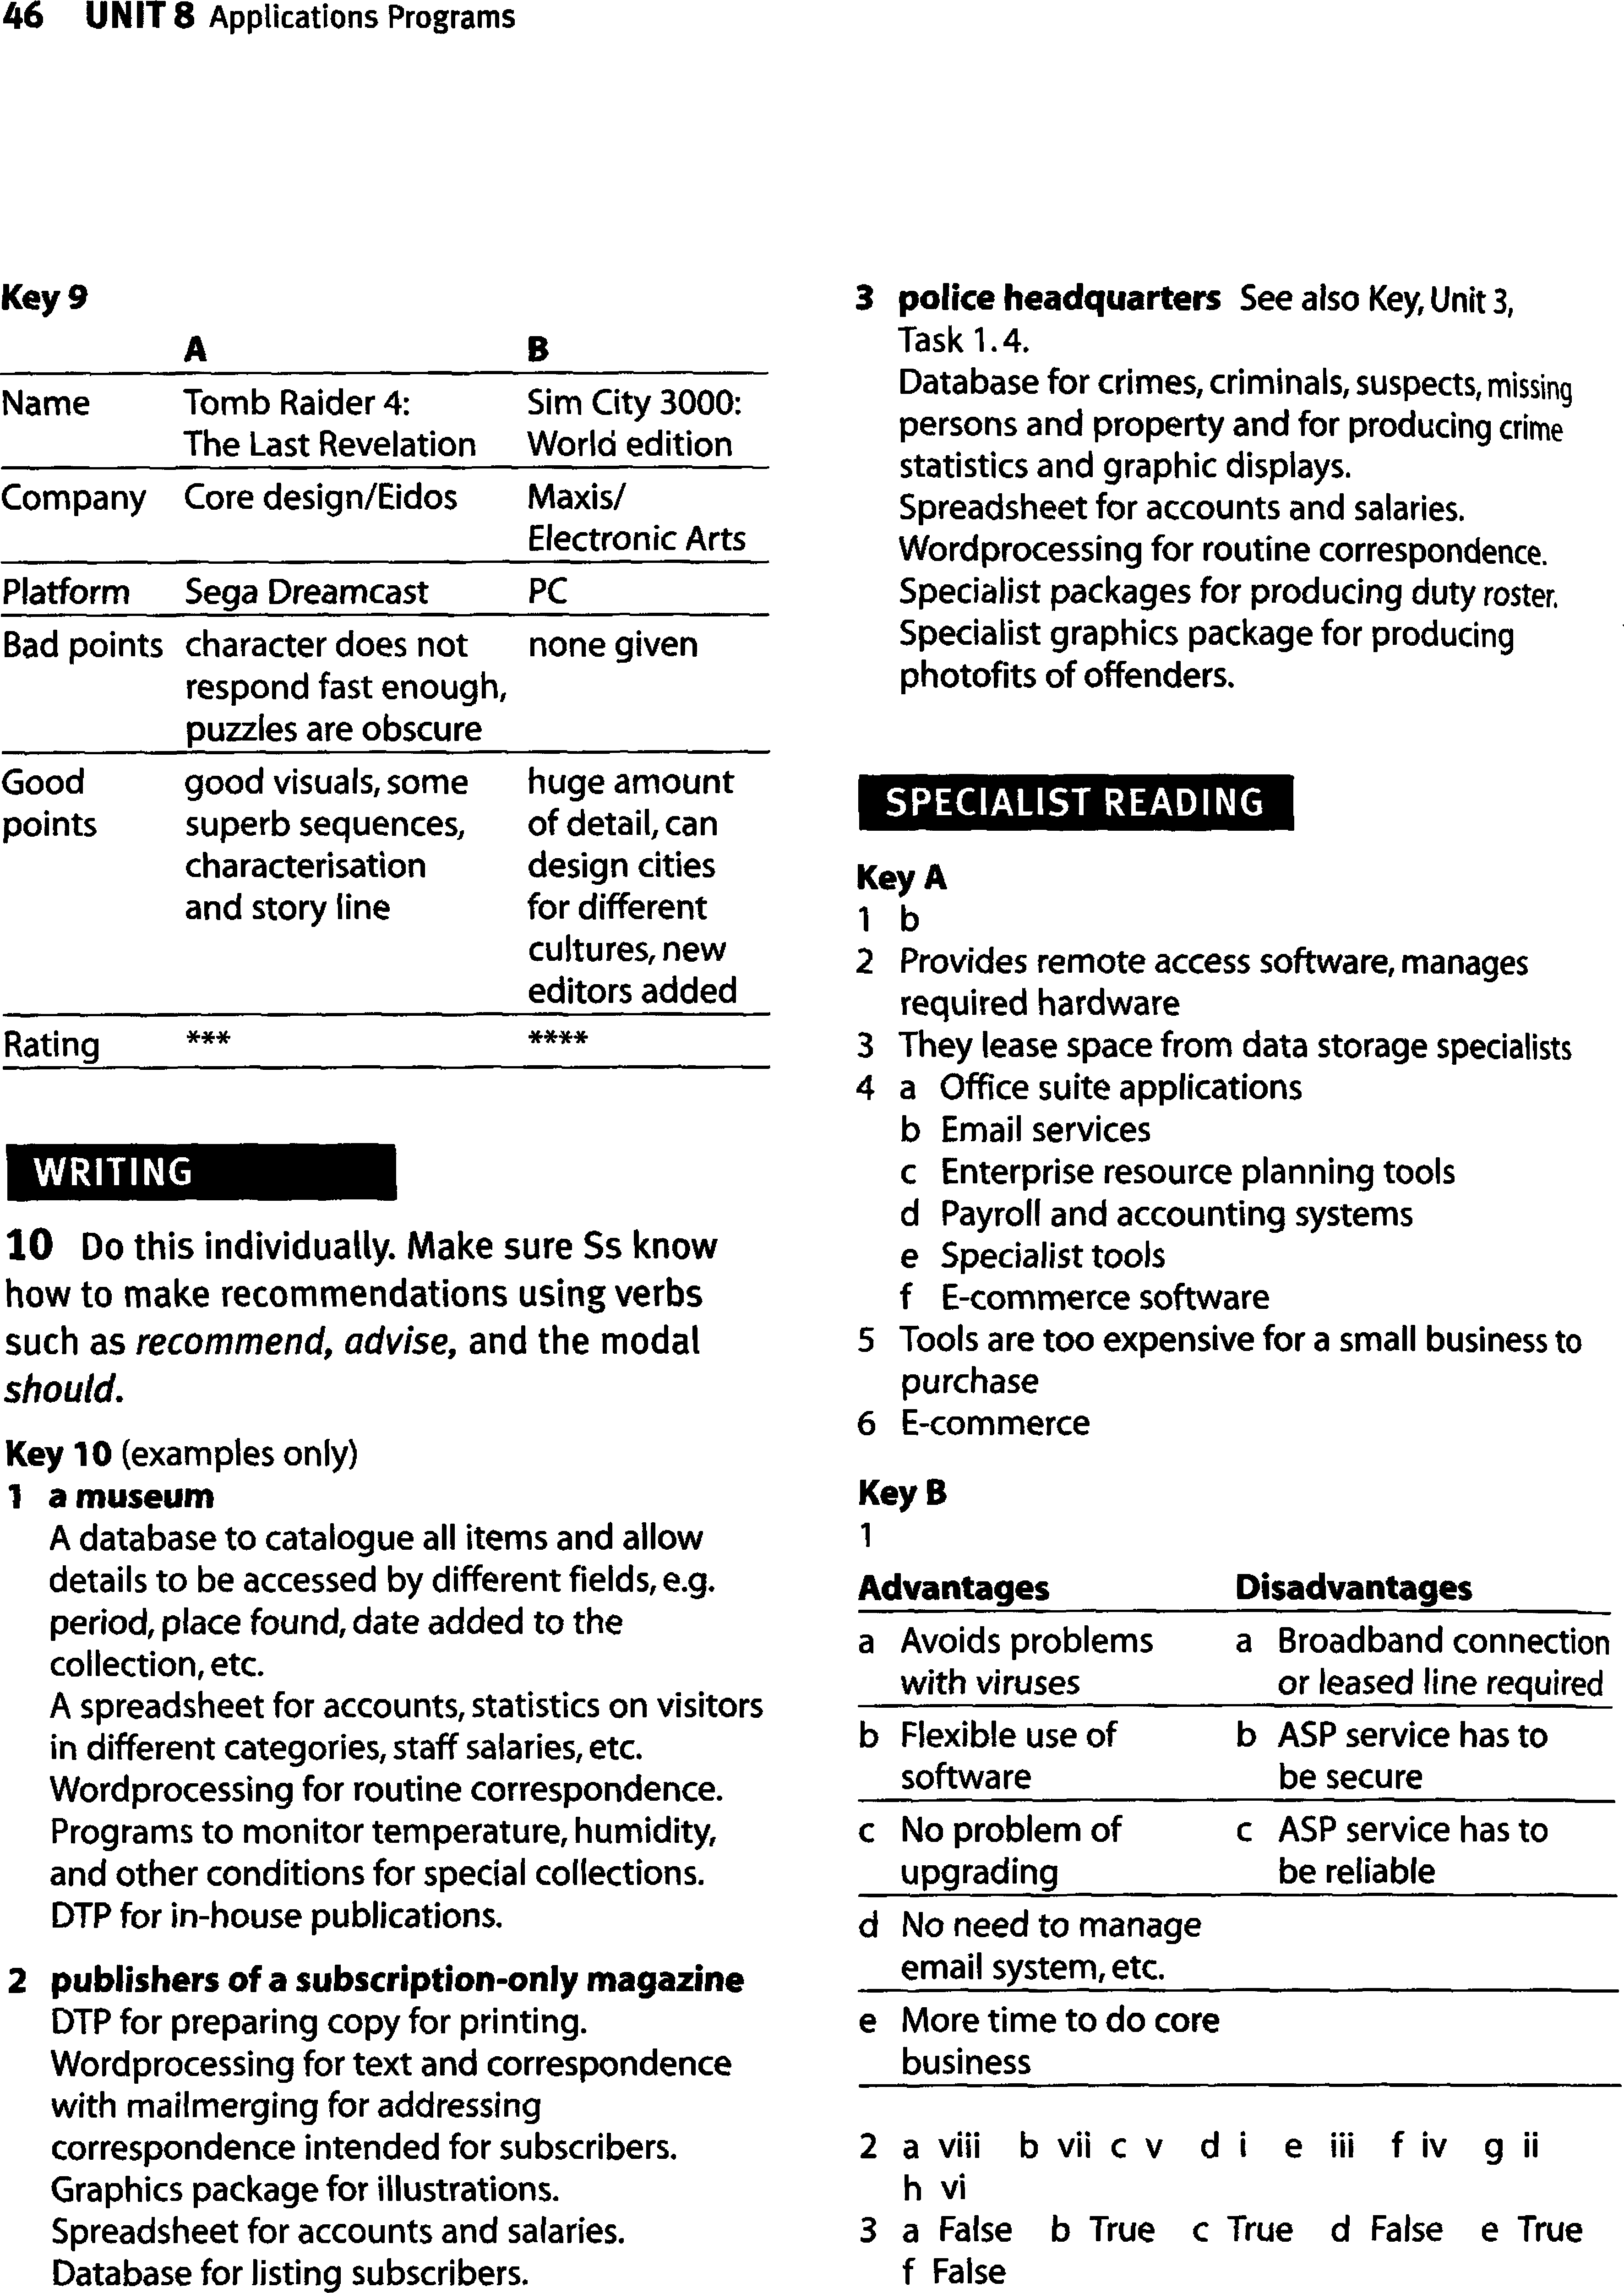 46 UNIT 8 Applications Programs
Key 9
A B
Name Tomb Raider 4: Sim City 3000:
The Last Revelation World edition
Company Core design/Eidos Maxis/
Electronic Arts
Platform Sega Dreamcast PC
Bad points character does not none given
respond fast enough,
puzzles are obscure
Good good visuals, some huge amount
points superb sequences, of detail, can
characterisation design cities
and story line for different
cultures, new
editors added
Rating *** ****
WRITING
10 Do this individually. Make sure Ss know
how to make recommendations using verbs
such as recommend, advise, and the modal
should.
Key 10 (examples only)
1 a museum
A database to catalogue all items and allow
details to be accessed by different fields, e.g.
period, place found, date added to the
collection, etc.
A spreadsheet for accounts, statistics on visitors
in different categories, staff salaries, etc.
Wordprocessing for routine correspondence.
Programs to monitor temperature, humidity,
and other conditions for special collections.
DTP for in-house publications.
2 publishers of a subscription-only magazine
DTP for preparing copy for printing.
Wordprocessing for text and correspondence
with mailmerging for addressing
correspondence intended for subscribers.
Graphics package for illustrations.
Spreadsheet for accounts and salaries.
Database for listing subscribers.
3 police headquarters See also Key, Unit 3,
Task 1.4.
Database for crimes, criminals, suspects, missing
persons and property and for producing crime
statistics and graphic displays.
Spreadsheet for accounts and salaries.
Wordprocessing for routine correspondence.
Specialist packages for producing duty roster.
Specialist graphics package for producing
photofits of offenders.
SPECIALIST READING
Key A
1 b
2 Provides remote access software, manages
required hardware
3 They lease space from data storage specialists
4 a Office suite applications
b Email services
c Enterprise resource planning tools
d Payroll and accounting systems
e Specialist tools
f E-commerce software
5 Tools are too expensive for a small business to
purchase
6 E-commerce
Key B
1
Advantages Disadvantages
a Avoids problems a Broadband connection
with viruses or leased line required
b Flexible use of b ASP service has to
software be secure
c No problem of c ASP service has to
upgrading be reliable
d No need to manage
email system, etc.
e More time to do core
business
2 a viii b vii c v d i e iii f iv g ii
h vi
3 a False b True c True d False e True
f False